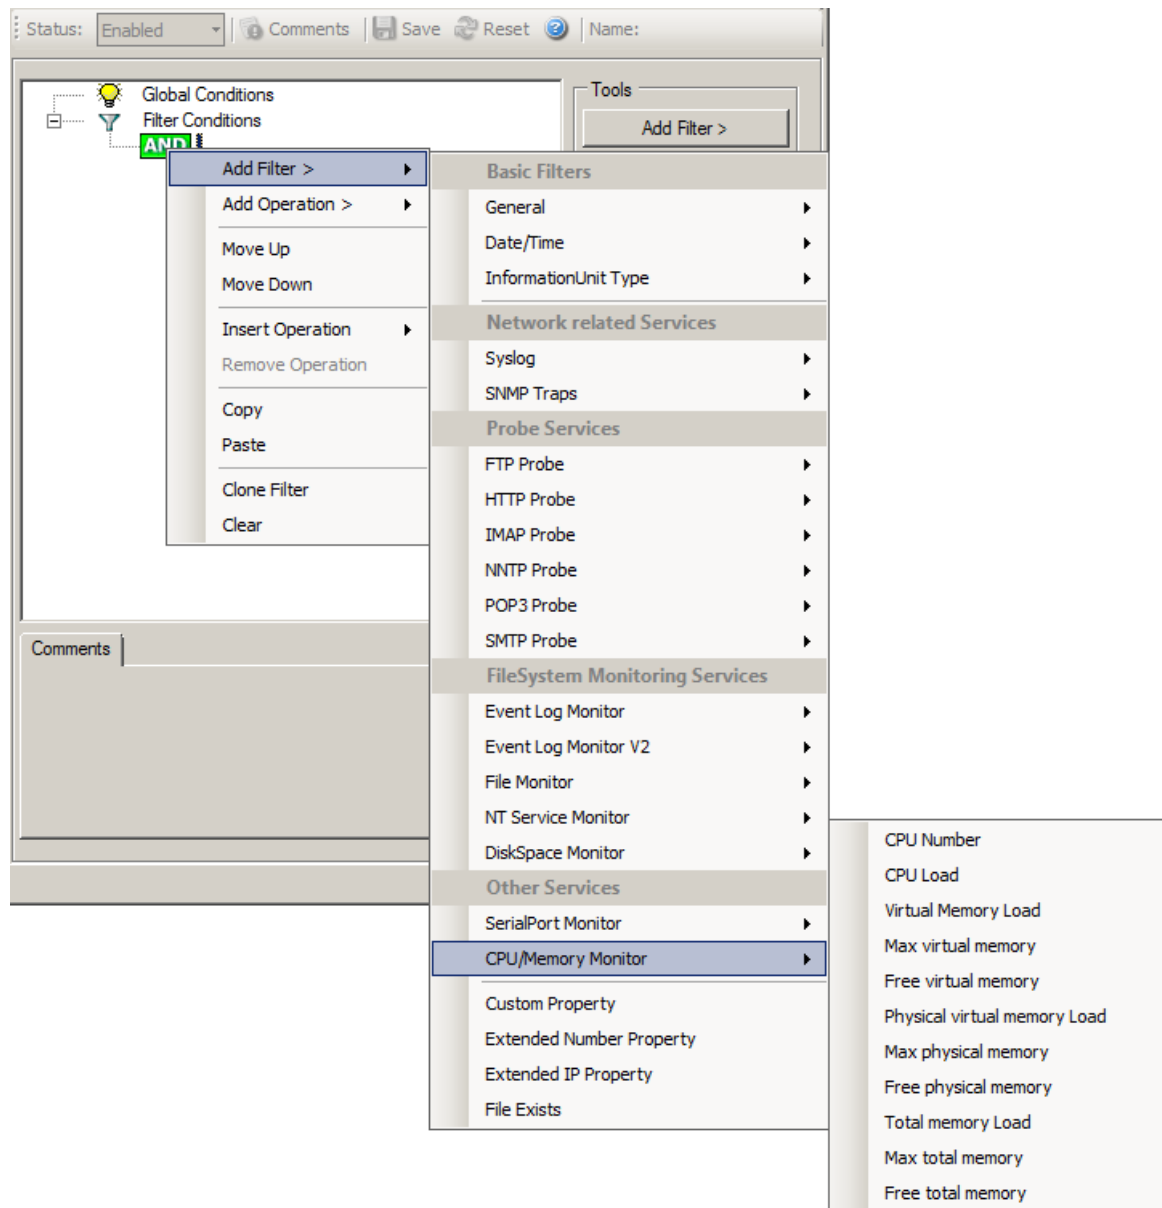 Status: Enabled Comments Save Reset Name:
Global Conditions
Filter Conditions
AND
Tools
Add Filter >
Add Filter >
Add Operation >
Move Up
Move Down
Insert Operation
Remove Operation
Copy
Paste
Clone Filter
Clear
Basic Filters
General
Date/Time
InformationUnit Type
Network related Services
Syslog
SNMP Traps
Probe Services
FTP Probe
HTTP Probe
IMAP Probe
NNTP Probe
POP3 Probe
SMTP Probe
FileSystem Monitoring Services
Event Log Monitor
Event Log Monitor V2
File Monitor
NT Service Monitor
DiskSpace Monitor
Other Services
SerialPort Monitor
CPU/Memory Monitor
Custom Property
Extended Number Property
Extended IP Property
File Exists
CPU Number
CPU Load
Virtual Memory Load
Max virtual memory
Free virtual memory
Physical virtual memory Load
Max physical memory
Free physical memory
Total memory Load
Max total memory
Free total memory
Comments